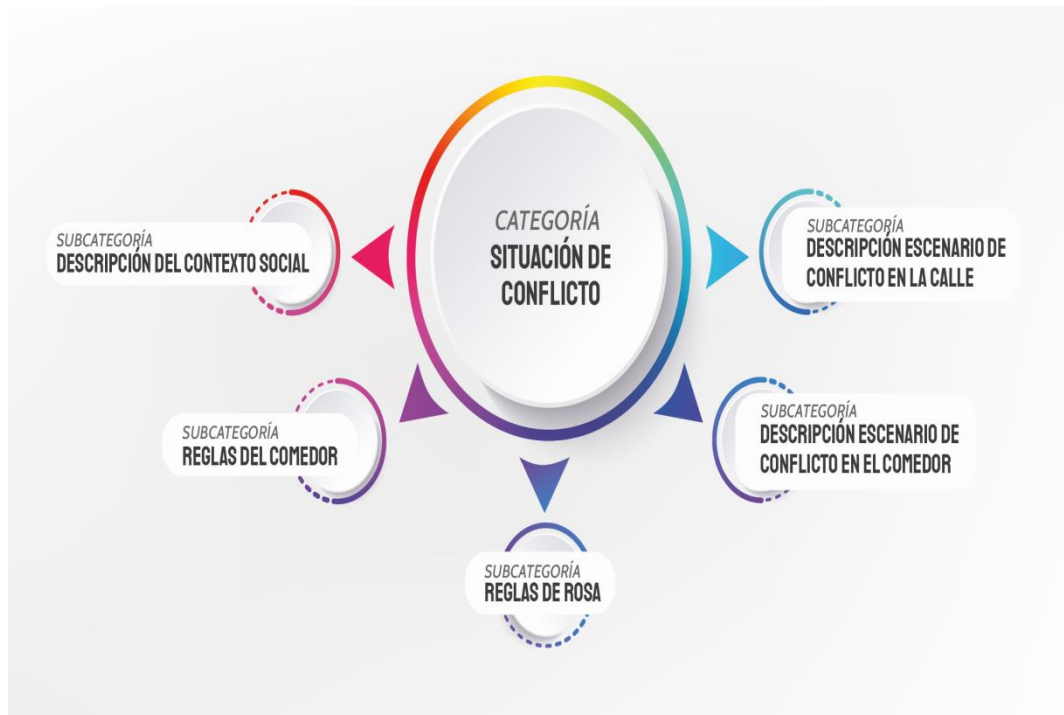 CATEGORÍA
SITUACIÓN DE
CONFLICTO
SUBCATEGORÍA
DESCRIPCIÓN DEL CONTEXTO SOCIAL
SUBCATEGORÍA
DESCRIPCIÓN ESCENARIO DE
CONFLICTO EN LA CALLE
SUBCATEGORÍA
REGLAS DEL COMEDOR
SUBCATEGORÍA
DESCRIPCIÓN ESCENARIO DE
CONFLICTO EN EL COMEDOR
SUBCATEGORÍA
REGLAS DE ROSA